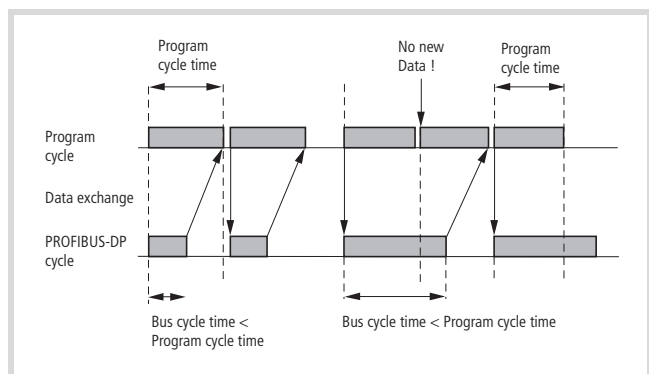 Program
cycle time
No new
Data !
Program
cycle time
Program
cycle
Data exchange
PROFIBUS-DP
cycle
Bus cycle time <
Program cycle time
Bus cycle time < Program cycle time